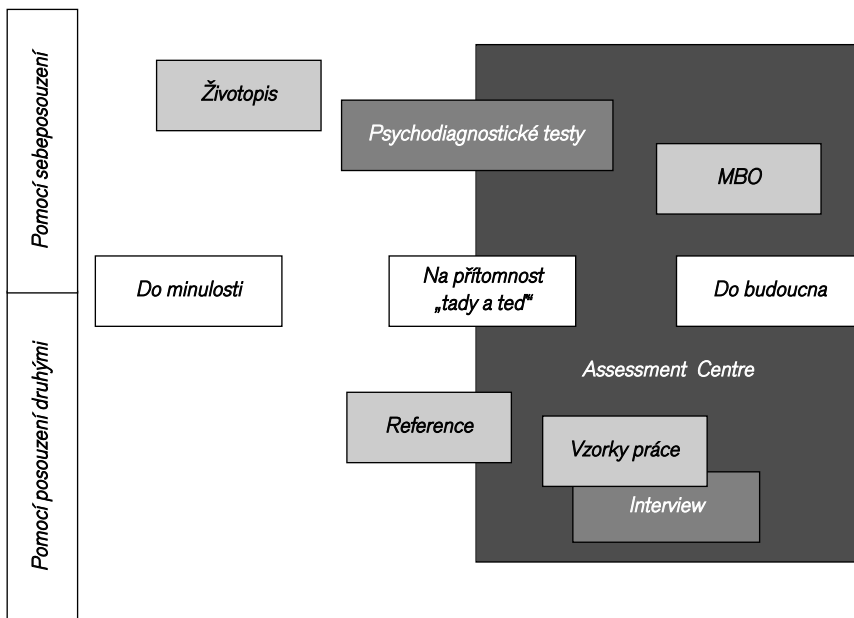 Pomocí sebeposouzení
Životopis
Psychodiagnostické testy
MBO
Do minulosti
Na přítomnost
„tady a teď“
Do budoucna
Pomocí posouzení druhými
Assessment Centre
Reference
Vzorky práce
Interview